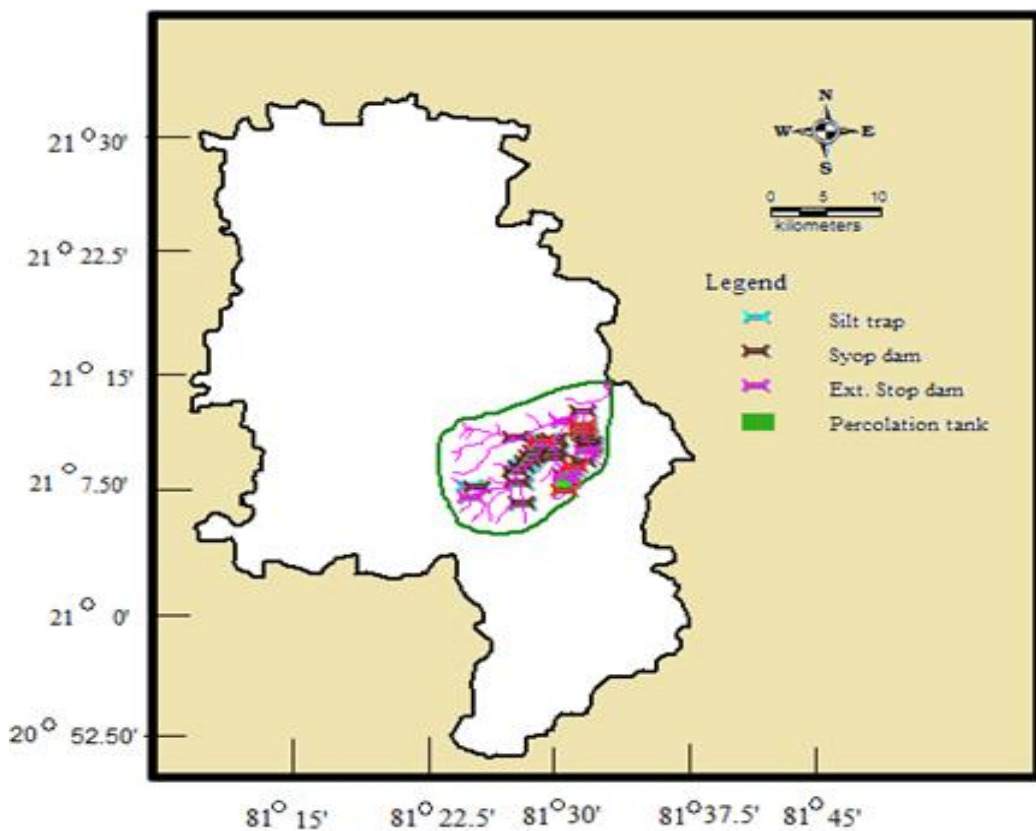 N
W E
S
0 5 10
kilometers
Legend
Silt trap
Syop dam
Ext. Stop dam
Percolation tank
21° 30'
21° 22.5'
21° 15'
21° 7.50'
21° 0'
20° 52.50'
81° 15' 81° 22.5' 81° 30' 81° 37.5' 81° 45'